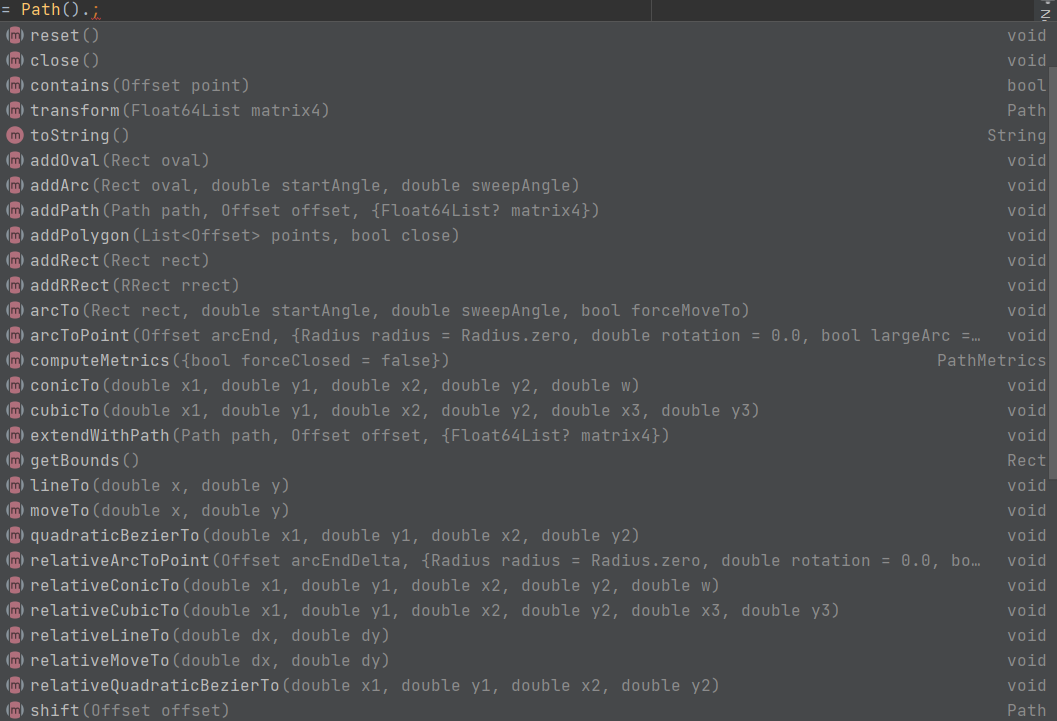 = Path().;
reset() void
close() void
contains(Offset point) bool
transform(Float64List matrix4) Path
toString() String
addOval(Rect oval) void
addArc(Rect oval, double startAngle, double sweepAngle) void
addPath(Path path, Offset offset, {Float64List? matrix4}) void
addPolygon(List<Offset> points, bool close) void
addRect(Rect rect) void
addRRect(RRect rrect) void
arcTo(Rect rect, double startAngle, double sweepAngle, bool forceMoveTo) void
arcToPoint(Offset arcEnd, {Radius radius = Radius.zero, double rotation = 0.0, bool largeArc =… void
computeMetrics({bool forceClosed = false}) PathMetrics
conicTo(double x1, double y1, double x2, double y2, double w) void
cubicTo(double x1, double y1, double x2, double y2, double x3, double y3) void
extendWithPath(Path path, Offset offset, {Float64List? matrix4}) void
getBounds() Rect
lineTo(double x, double y) void
moveTo(double x, double y) void
quadraticBezierTo(double x1, double y1, double x2, double y2) void
relativeArcToPoint(Offset arcEndDelta, {Radius radius = Radius.zero, double rotation = 0.0, bo… void
relativeConicTo(double x1, double y1, double x2, double y2, double w) void
relativeCubicTo(double x1, double y1, double x2, double y2, double x3, double y3) void
relativeLineTo(double dx, double dy) void
relativeMoveTo(double dx, double dy) void
relativeQuadraticBezierTo(double x1, double y1, double x2, double y2) void
shift(Offset offset) Path